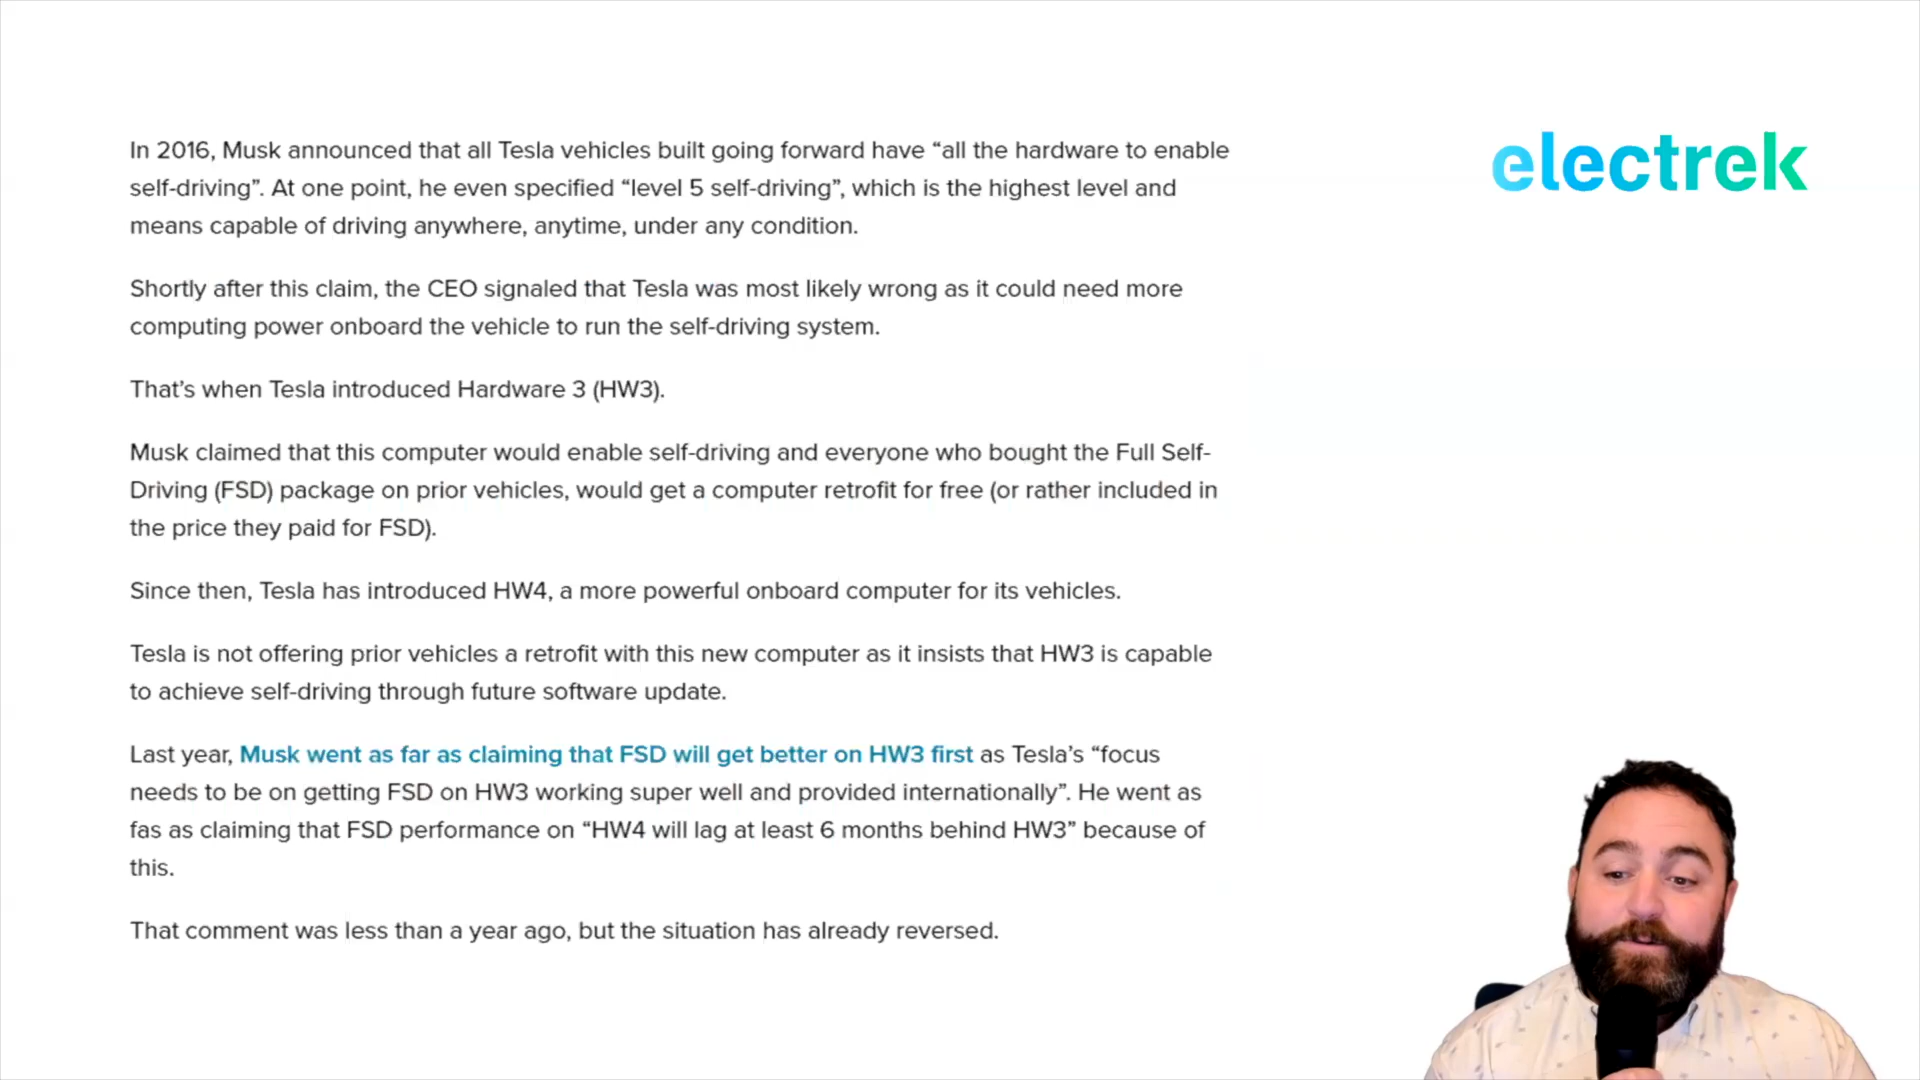 In 2016, Musk announced that all Tesla vehicles built going forward have “all the hardware to enable
self-driving”. At one point, he even specified “level 5 self-driving”, which is the highest level and
means capable of driving anywhere, anytime, under any condition.
Shortly after this claim, the CEO signaled that Tesla was most likely wrong as it could need more
computing power onboard the vehicle to run the self-driving system.
That’s when Tesla introduced Hardware 3 (HW3).
Musk claimed that this computer would enable self-driving and everyone who bought the Full Self-
Driving (FSD) package on prior vehicles, would get a computer retrofit for free (or rather included in
the price they paid for FSD).
Since then, Tesla has introduced HW4, a more powerful onboard computer for its vehicles.
Tesla is not offering prior vehicles a retrofit with this new computer as it insists that HW3 is capable
to achieve self-driving through future software update.
Last year, Musk went as far as claiming that FSD will get better on HW3 first as Tesla’s “focus
needs to be on getting FSD on HW3 working super well and provided internationally”. He went as
fas as claiming that FSD performance on “HW4 will lag at least 6 months behind HW3” because of
this.
That comment was less than a year ago, but the situation has already reversed.
electrek